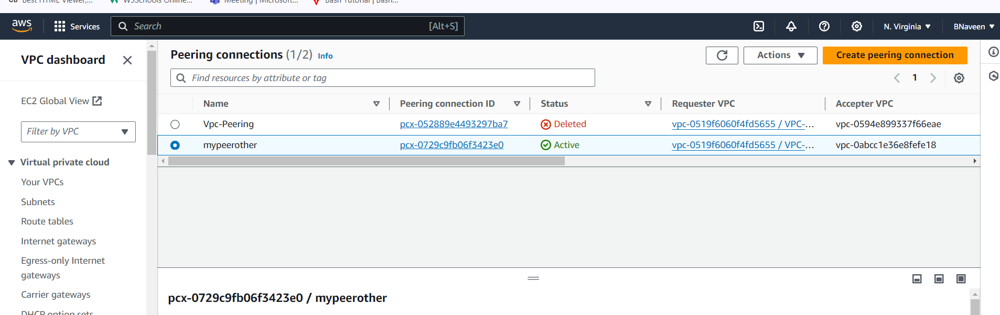 Best HTML Viewer,... W3Schools Online... Meeting | Microsoft... Bash Tutorial | Bash...
aws Services Search [Alt+S] N. Virginia BNaveen
VPC dashboard
EC2 Global View
Filter by VPC
Virtual private cloud
Your VPCs
Subnets
Route tables
Internet gateways
Egress-only Internet
gateways
Carrier gateways
DHCP option sets
Peering connections (1/2) Info
Actions
Create peering connection
Find resources by attribute or tag
1
Name Peering connection ID Status Requester VPC Accepter VPC
Vpc-Peering pcx-052889e4493297ba7 Deleted vpc-0519f6060f4fd5655 / VPC-... vpc-0594e899337f66eae
mypeerother pcx-0729c9fb06f3423e0 Active vpc-0519f6060f4fd5655 / VPC-... vpc-0abcc1e36e8fefe18
pcx-0729c9fb06f3423e0 / mypeerother